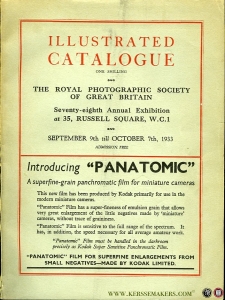 ILLUSTRATED
CATALOGUE
ONE SHILLING
THE ROYAL PHOTOGRAPHIC SOCIETY
OF GREAT BRITAIN
Seventy-eighth Annual Exhibition
at 35, RUSSELL SQUARE, W.C.1
SEPTEMBER 9th till OCTOBER 7th, 1933
ADMISSION FREE
Introducing "PANATOMIC"
A superfine-grain panchromatic film for miniature cameras
This new film has been produced by Kodak primarily for use in the
modern miniature cameras.
"Panatomic" Film has a super-fineness of emulsion grain that allows
very great enlargement of the little negatives made by 'miniature'
cameras, without trace of graininess.
"Panatomic" Film is sensitive to the full range of the spectrum. It
has, in addition, the speed necessary for all average amateur work.
"Panatomic" Film must be handled in the darkroom
precisely as Kodak Super Sensitive Panchromatic Film.
"PANATOMIC" FILM FOR SUPERFINE ENLARGEMENTS FROM
SMALL NEGATIVES—MADE BY KODAK LIMITED.
WWW.KERSSEMAKERS.COM